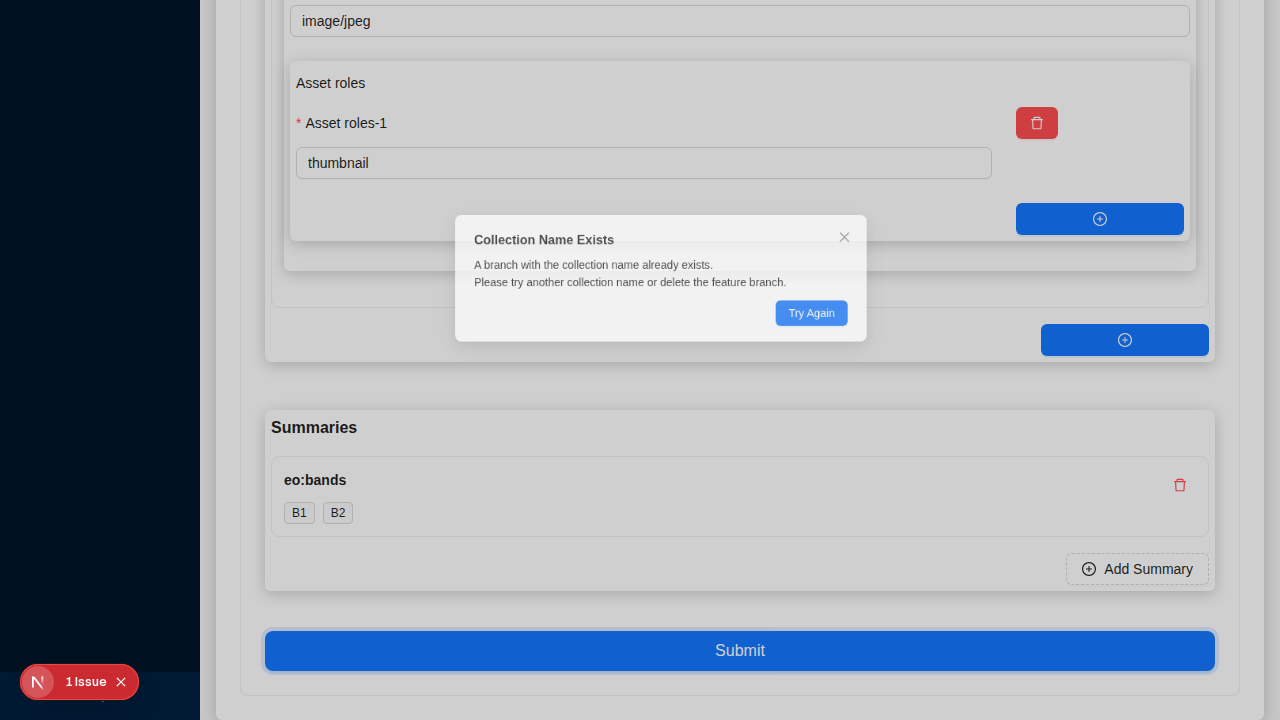 image/jpeg
Asset roles
* Asset roles-1
thumbnail
Collection Name Exists
A branch with the collection name already exists.
Please try another collection name or delete the feature branch.
Try Again
Summaries
eo:bands
B1 B2
Add Summary
Submit
N 1 Issue